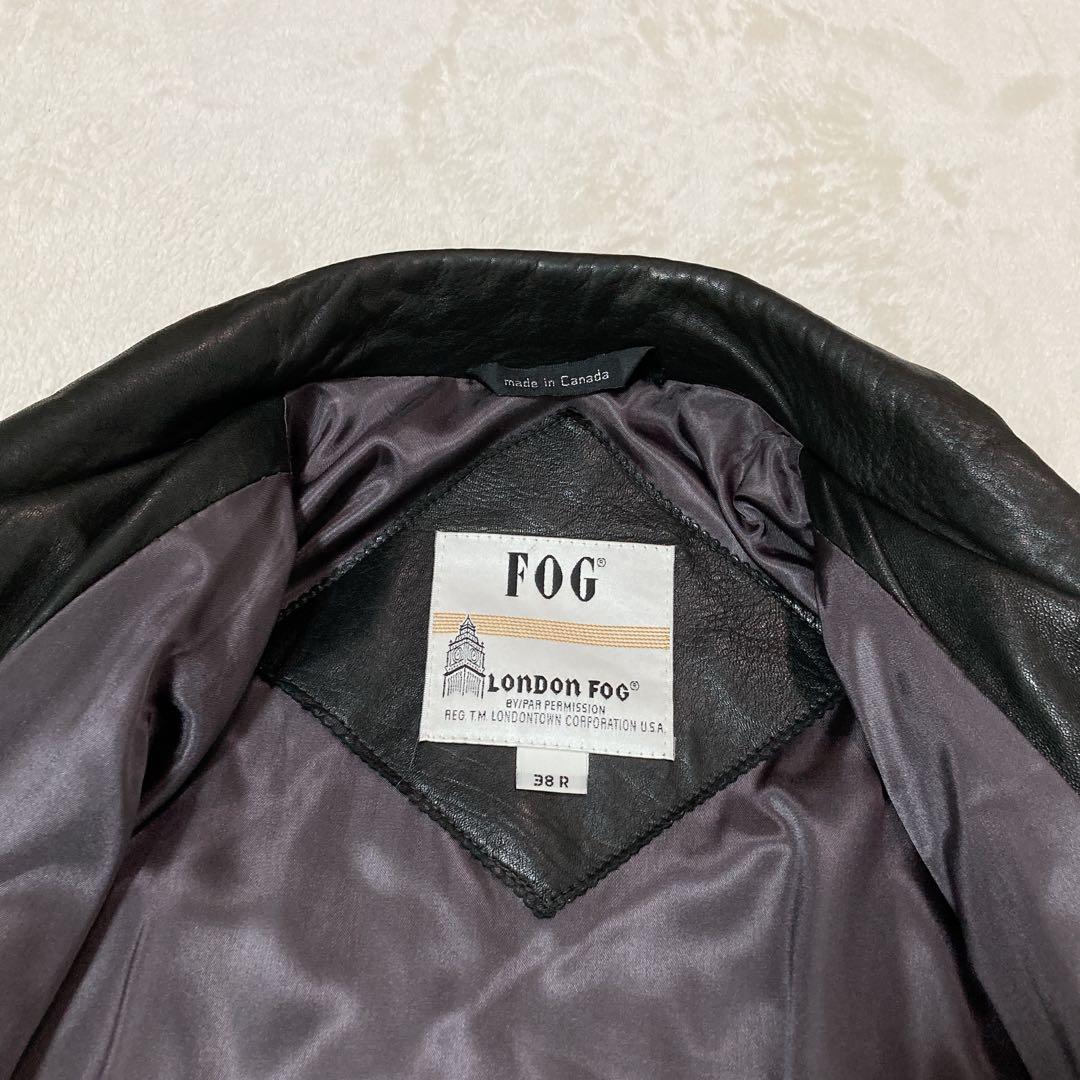 made in Canada
FOG®
LONDON FOG®
BY/PAR PERMISSION
REG. T.M. LONDONTOWN CORPORATION U.S.A.
38 R